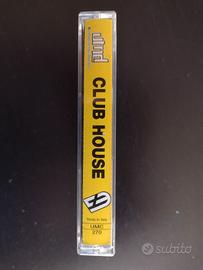 CLUB HOUSE
Made in Italy
UMC
270
subito